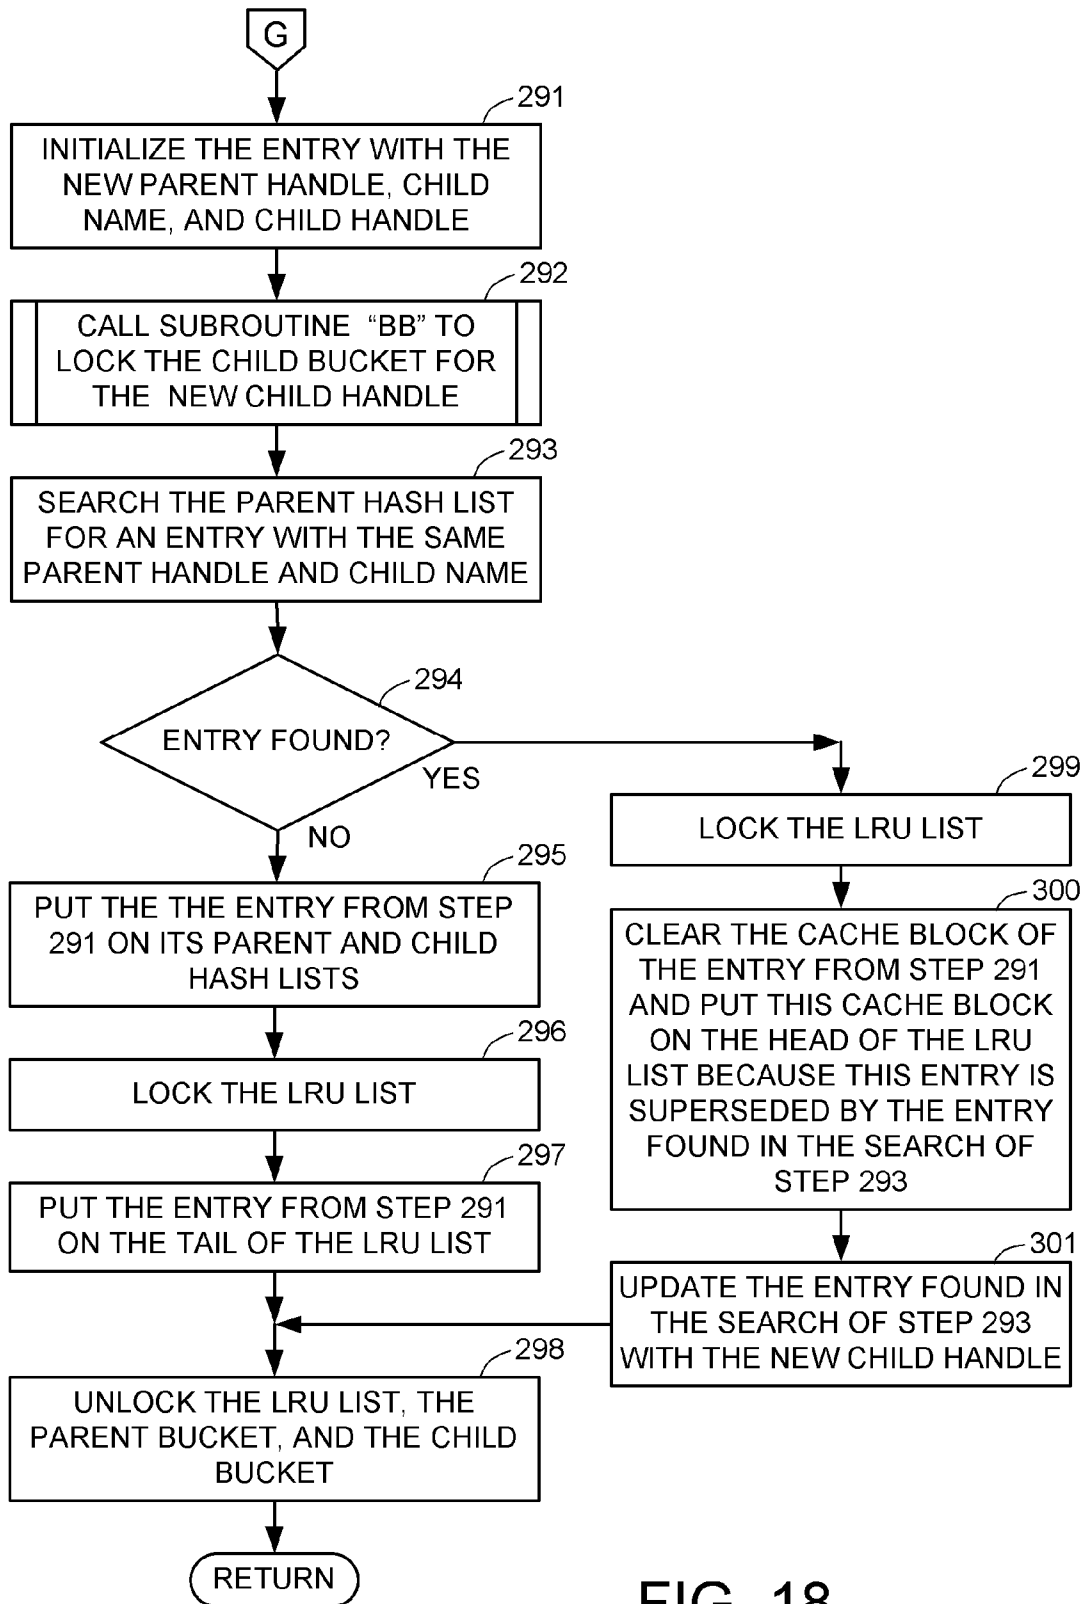 G
291
INITIALIZE THE ENTRY WITH THE
NEW PARENT HANDLE, CHILD
NAME, AND CHILD HANDLE
292
CALL SUBROUTINE “BB” TO
LOCK THE CHILD BUCKET FOR
THE NEW CHILD HANDLE
293
SEARCH THE PARENT HASH LIST
FOR AN ENTRY WITH THE SAME
PARENT HANDLE AND CHILD NAME
294
ENTRY FOUND?
YES
NO
295
PUT THE THE ENTRY FROM STEP
291 ON ITS PARENT AND CHILD
HASH LISTS
296
LOCK THE LRU LIST
297
PUT THE ENTRY FROM STEP 291
ON THE TAIL OF THE LRU LIST
298
UNLOCK THE LRU LIST, THE
PARENT BUCKET, AND THE CHILD
BUCKET
RETURN
299
LOCK THE LRU LIST
300
CLEAR THE CACHE BLOCK OF
THE ENTRY FROM STEP 291
AND PUT THIS CACHE BLOCK
ON THE HEAD OF THE LRU
LIST BECAUSE THIS ENTRY IS
SUPERSEDED BY THE ENTRY
FOUND IN THE SEARCH OF
STEP 293
301
UPDATE THE ENTRY FOUND IN
THE SEARCH OF STEP 293
WITH THE NEW CHILD HANDLE
FIG. 18